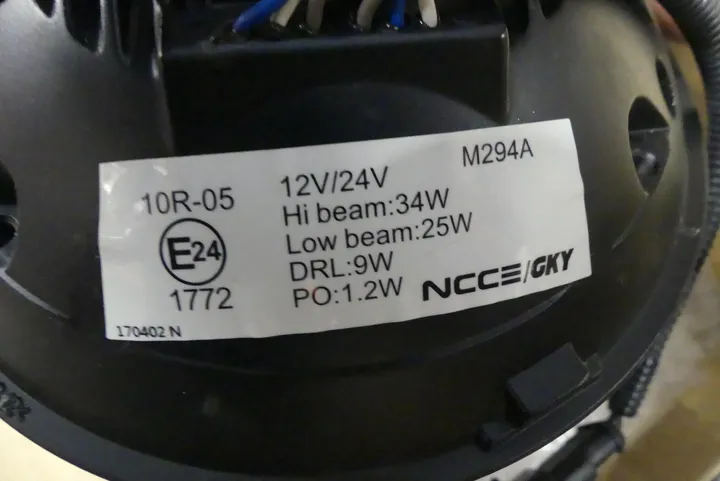 M294A
10R-05
E24
1772
170402 N
12V/24V
Hi beam:34W
Low beam:25W
DRL:9W
PO:1.2W
NCCE/GKY